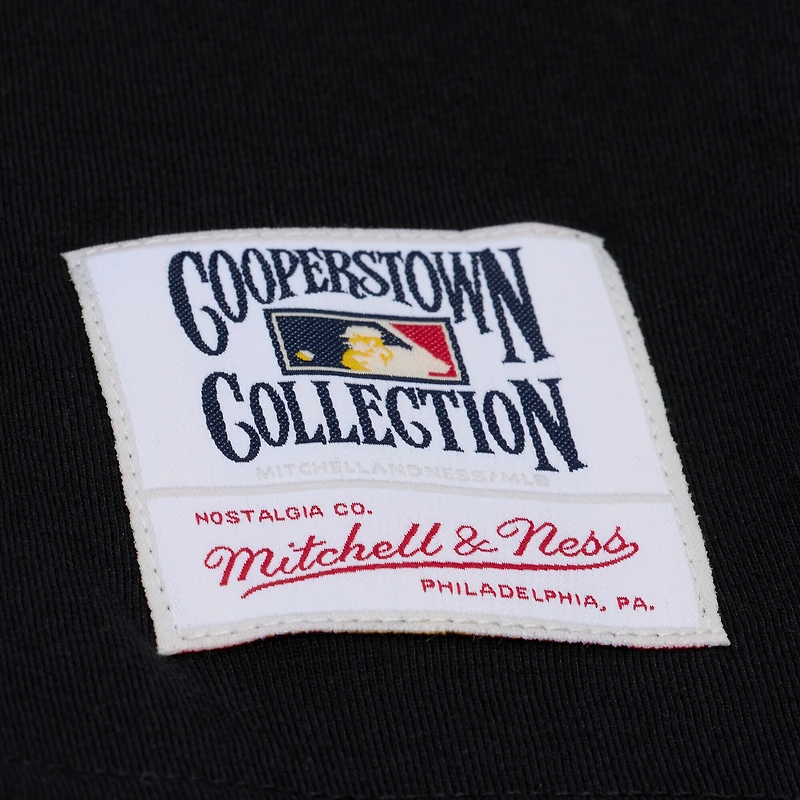 COOPERSTOWN
COLLECTION
MITCHELLANDNESS/MLB
NOSTALGIA CO.
Mitchell & Ness
PHILADELPHIA, PA.